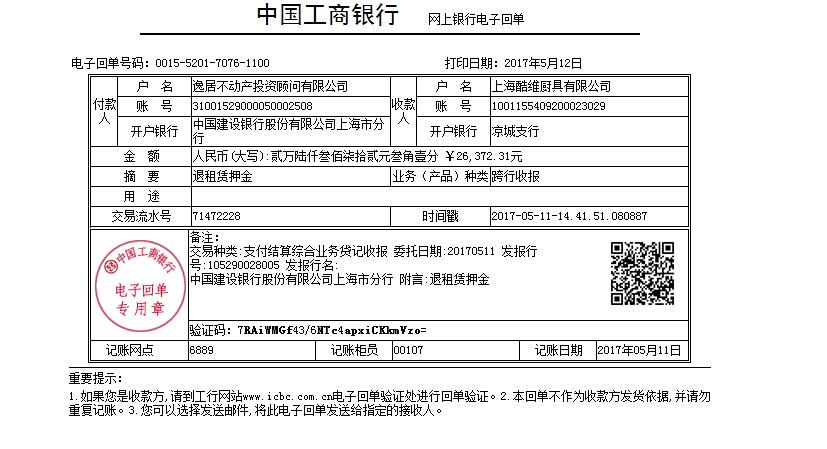 中国工商银行 网上银行电子回单
电子回单号码：0015-5201-7076-1100 打印日期：2017年5月12日
付款人 户 名 逸居不动产投资顾问有限公司 收款人 户 名 上海酷维厨具有限公司
账 号 31001529000050002508 账 号 1001155409200023029
开户银行 中国建设银行股份有限公司上海市分行 开户银行 凉城支行
金 额 人民币(大写):贰万陆仟叁佰柒拾贰元叁角壹分 ￥26,372.31元
摘 要 退租赁押金 业务（产品）种类 跨行收报
用 途
交易流水号 71472228 时间戳 2017-05-11-14.41.51.080887
中国工商银行
电子回单
专用章
备注：
交易种类:支付结算综合业务贷记收报 委托日期:20170511 发报行
号:105290028005 发报行名:
中国建设银行股份有限公司上海市分行 附言:退租赁押金
验证码：7RAiWMGf43/6NTc4apxiCKkmVzo=
记账网点 6889 记账柜员 00107 记账日期 2017年05月11日
重要提示：
1.如果您是收款方,请到工行网站www.icbc.com.cn电子回单验证处进行回单验证。2.本回单不作为收款方发货依据,并请勿
重复记账。3.您可以选择发送邮件,将此电子回单发送给指定的接收人。